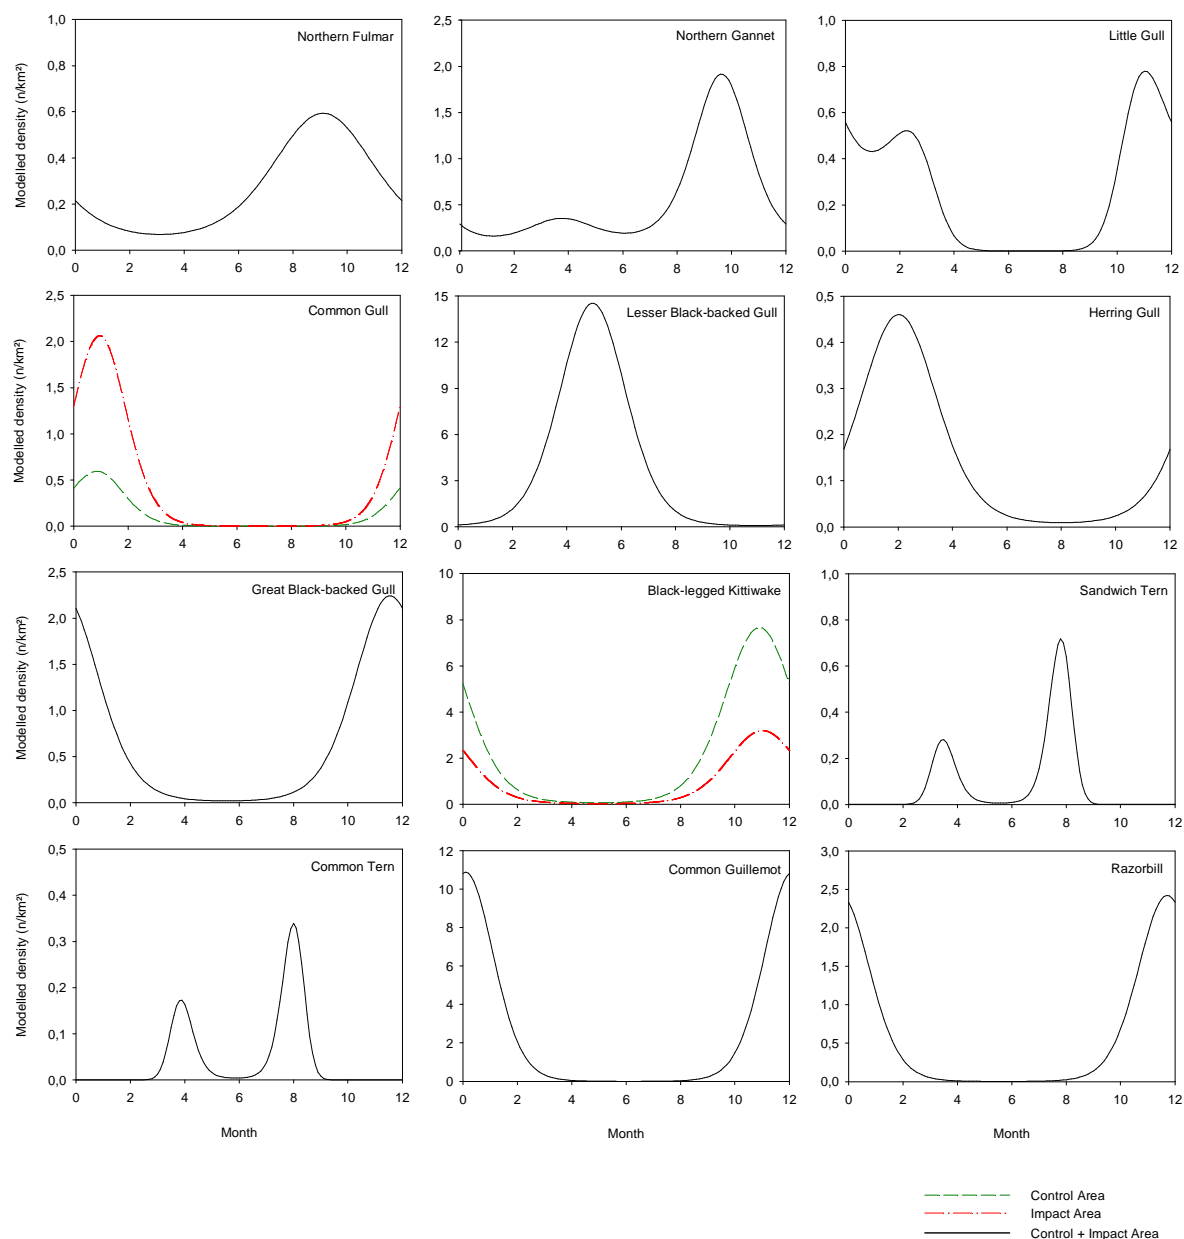 Northern Fulmar
Northern Gannet
Little Gull
Modelled density (n/km²)
1,0
0,8
0,6
0,4
0,2
0,0
0 2 4 6 8 10 12
2,5
2,0
1,5
1,0
0,5
0,0
0 2 4 6 8 10 12
1,0
0,8
0,6
0,4
0,2
0,0
0 2 4 6 8 10 12
Common Gull
Lesser Black-backed Gull
Herring Gull
Modelled density (n/km²)
2,5
2,0
1,5
1,0
0,5
0,0
0 2 4 6 8 10 12
15
12
9
6
3
0
0 2 4 6 8 10 12
0,5
0,4
0,3
0,2
0,1
0,0
0 2 4 6 8 10 12
Great Black-backed Gull
Black-legged Kittiwake
Sandwich Tern
Modelled density (n/km²)
2,5
2,0
1,5
1,0
0,5
0,0
0 2 4 6 8 10 12
10
8
6
4
2
0
0 2 4 6 8 10 12
1,0
0,8
0,6
0,4
0,2
0,0
0 2 4 6 8 10 12
Common Tern
Common Guillemot
Razorbill
Modelled density (n/km²)
0,5
0,4
0,3
0,2
0,1
0,0
0 2 4 6 8 10 12
12
10
8
6
4
2
0
0 2 4 6 8 10 12
3,0
2,5
2,0
1,5
1,0
0,5
0,0
0 2 4 6 8 10 12
Month
Month
Month
Control Area
Impact Area
Control + Impact Area